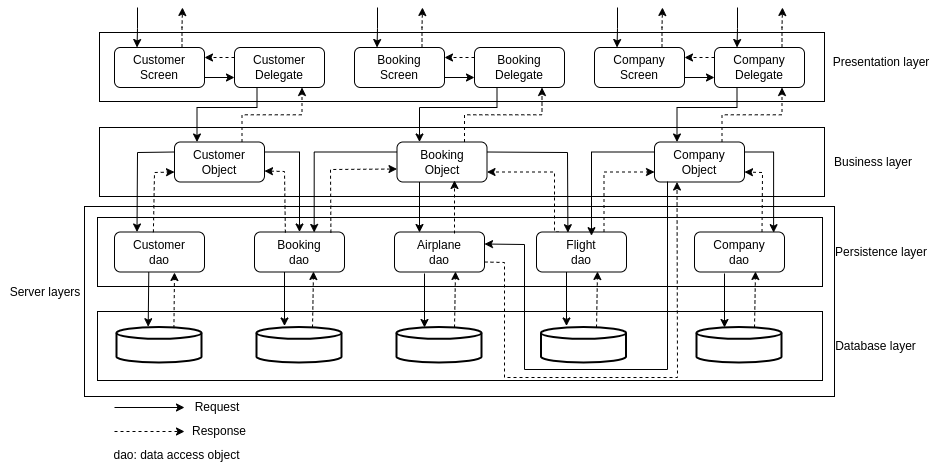 Customer
Screen
Customer
Delegate
Booking
Screen
Booking
Delegate
Company
Screen
Company
Delegate
Presentation layer
Customer
Object
Booking
Object
Company
Object
Business layer
Customer
dao
Booking
dao
Airplane
dao
Flight
dao
Company
dao
Persistence layer
Server layers
Database layer
Request
Response
dao: data access object